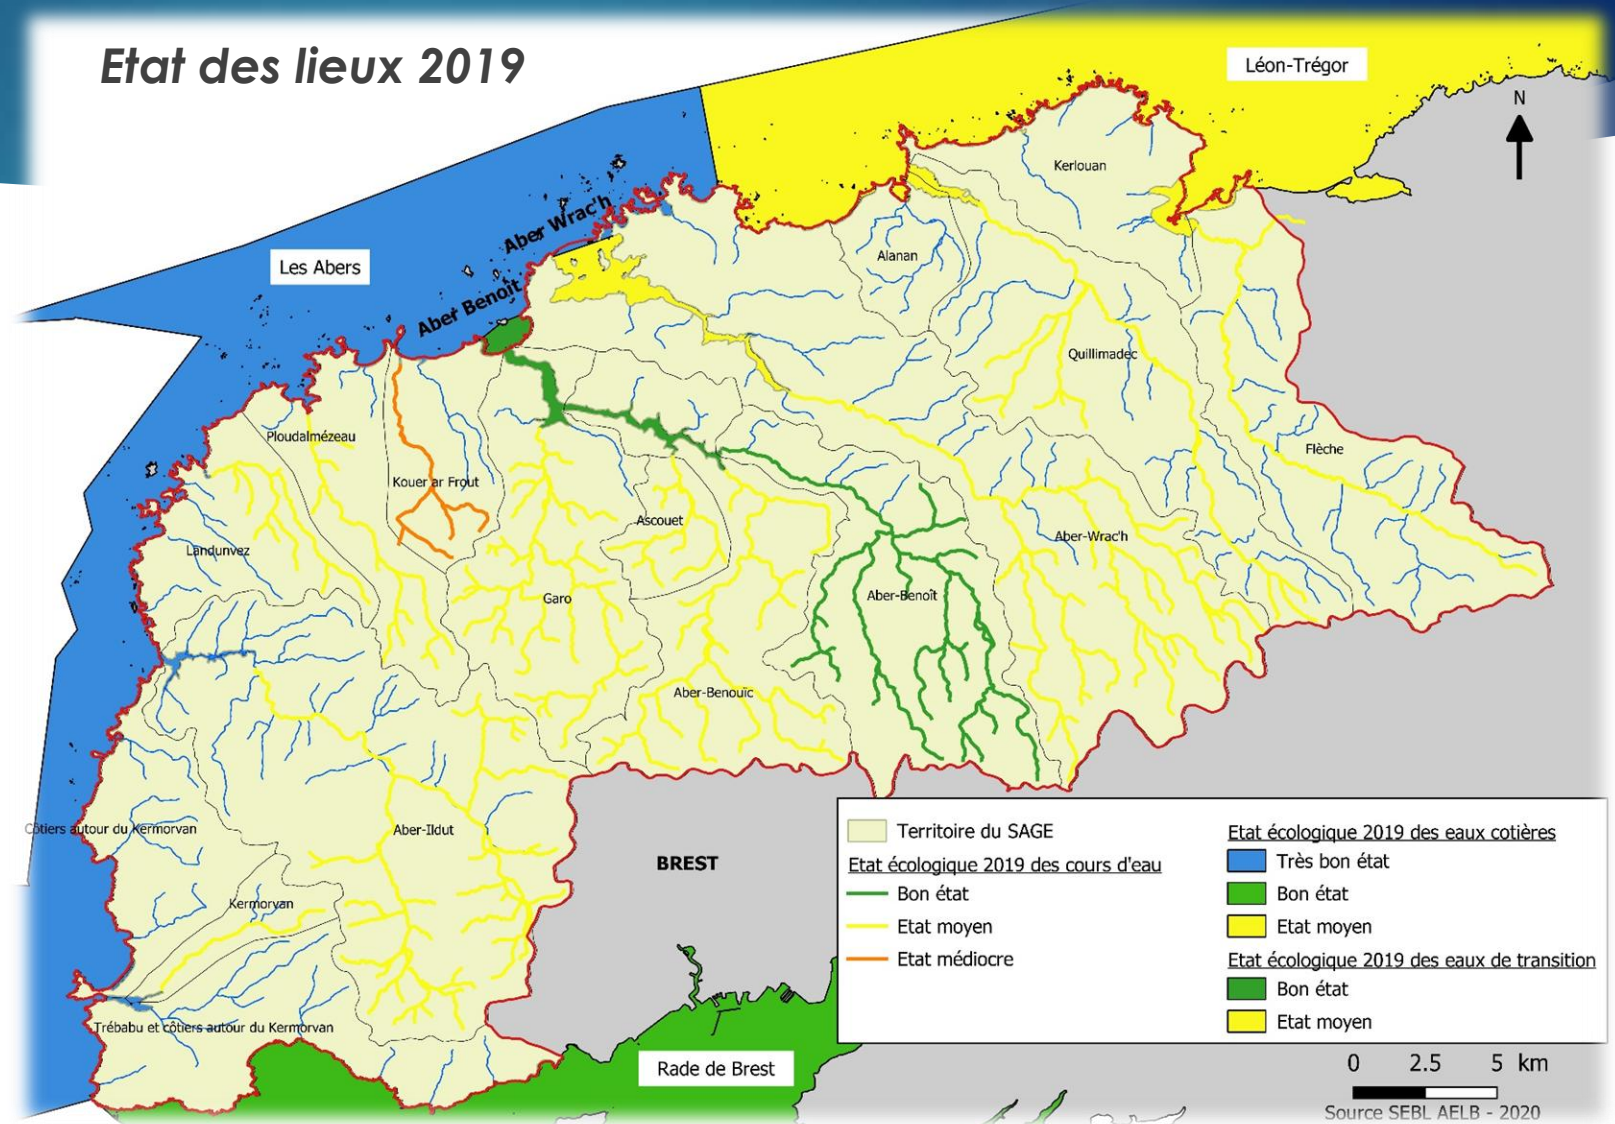 Etat des lieux 2019
Léon-Trégor
N
Kerlouan
Aber Wrac'h
Alanan
Les Abers
Aber Benoît
Quillimadec
Ploudalmézeau
Flèche
Kouer ar Frout
Ascouet
Aber-Wrac'h
Landunvez
Garo
Aber-Benoît
Aber-Benouïc
Côtiers autour du Kermorvan
Aber-Ildut
BREST
Kermorvan
Trébabu et côtiers autour du Kermorvan
Rade de Brest
Territoire du SAGE
Etat écologique 2019 des cours d'eau
Bon état
Etat moyen
Etat médiocre
Etat écologique 2019 des eaux cotières
Très bon état
Bon état
Etat moyen
Etat écologique 2019 des eaux de transition
Bon état
Etat moyen
0 2.5 5 km
Source SEBL AELB - 2020